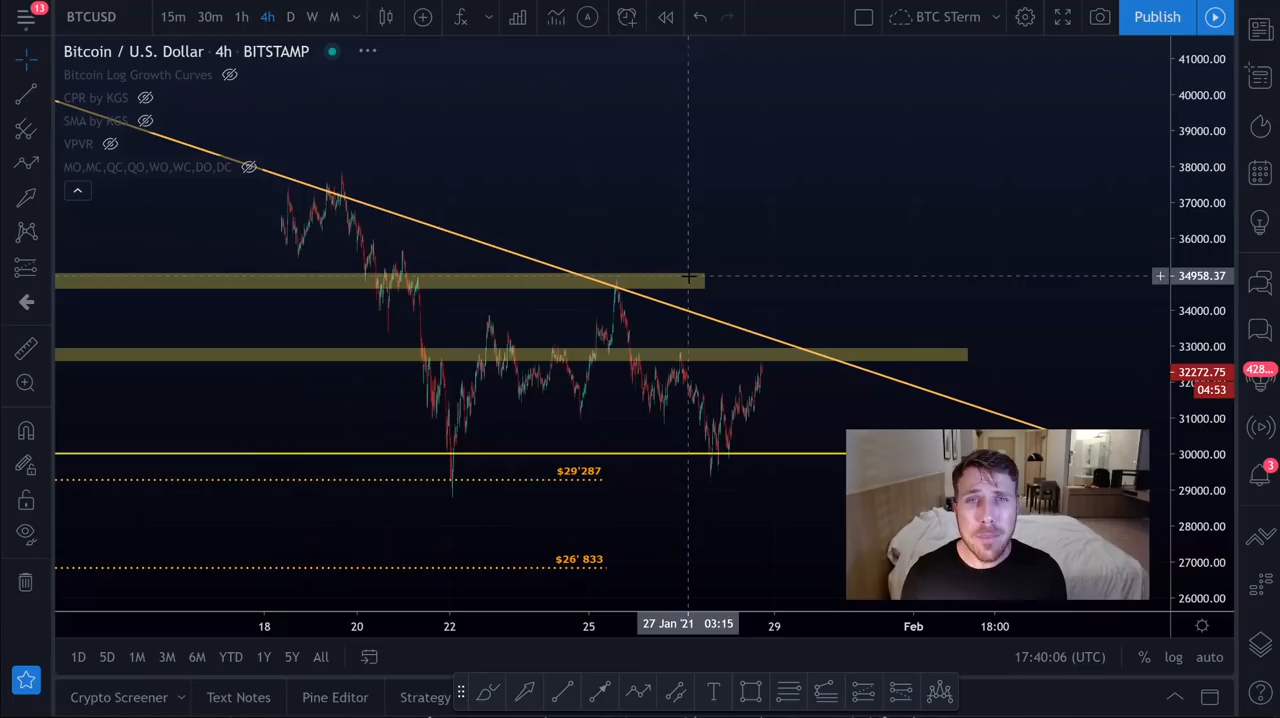 13
BTCUSD 15m 30m 1h 4h D W M BTC STerm Publish
Bitcoin / U.S. Dollar 4h BITSTAMP
Bitcoin Log Growth Curves
CPR by KGS
SMA by KGS
VPVR
MO,MC,QC,QO,WO,WC,DO,DC
41000.00
40000.00
39000.00
38000.00
37000.00
36000.00
34958.37
34000.00
33000.00
32272.75
04:53
31000.00
30000.00
29000.00
28000.00
27000.00
26000.00
$29'287
$26' 833
428...
3
18 20 22 25 27 Jan '21 03:15 29 Feb 18:00
1D 5D 1M 3M 6M YTD 1Y 5Y All 17:40:06 (UTC) % log auto
Crypto Screener Text Notes Pine Editor Strategy